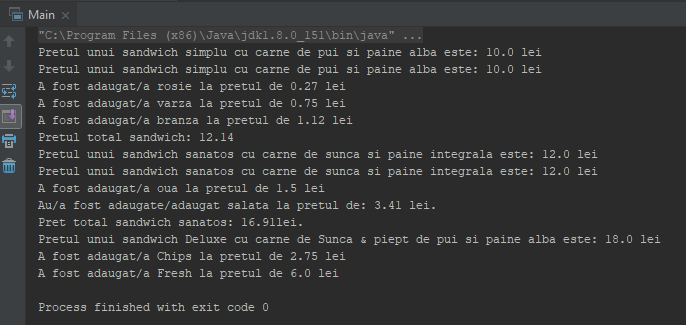 Main
"C:\Program Files (x86)\Java\jdk1.8.0_151\bin\java" ...
Pretul unui sandwich simplu cu carne de pui si paine alba este: 10.0 lei
Pretul unui sandwich simplu cu carne de pui si paine alba este: 10.0 lei
A fost adaugat/a rosie la pretul de 0.27 lei
A fost adaugat/a varza la pretul de 0.75 lei
A fost adaugat/a branza la pretul de 1.12 lei
Pretul total sandwich: 12.14
Pretul unui sandwich sanatos cu carne de sunca si paine integrala este: 12.0 lei
Pretul unui sandwich sanatos cu carne de sunca si paine integrala este: 12.0 lei
A fost adaugat/a oua la pretul de 1.5 lei
Au/a fost adaugate/adaugat salata la pretul de: 3.41 lei.
Pret total sandwich sanatos: 16.91lei.
Pretul unui sandwich Deluxe cu carne de Sunca & piept de pui si paine alba este: 18.0 lei
A fost adaugat/a Chips la pretul de 2.75 lei
A fost adaugat/a Fresh la pretul de 6.0 lei
Process finished with exit code 0